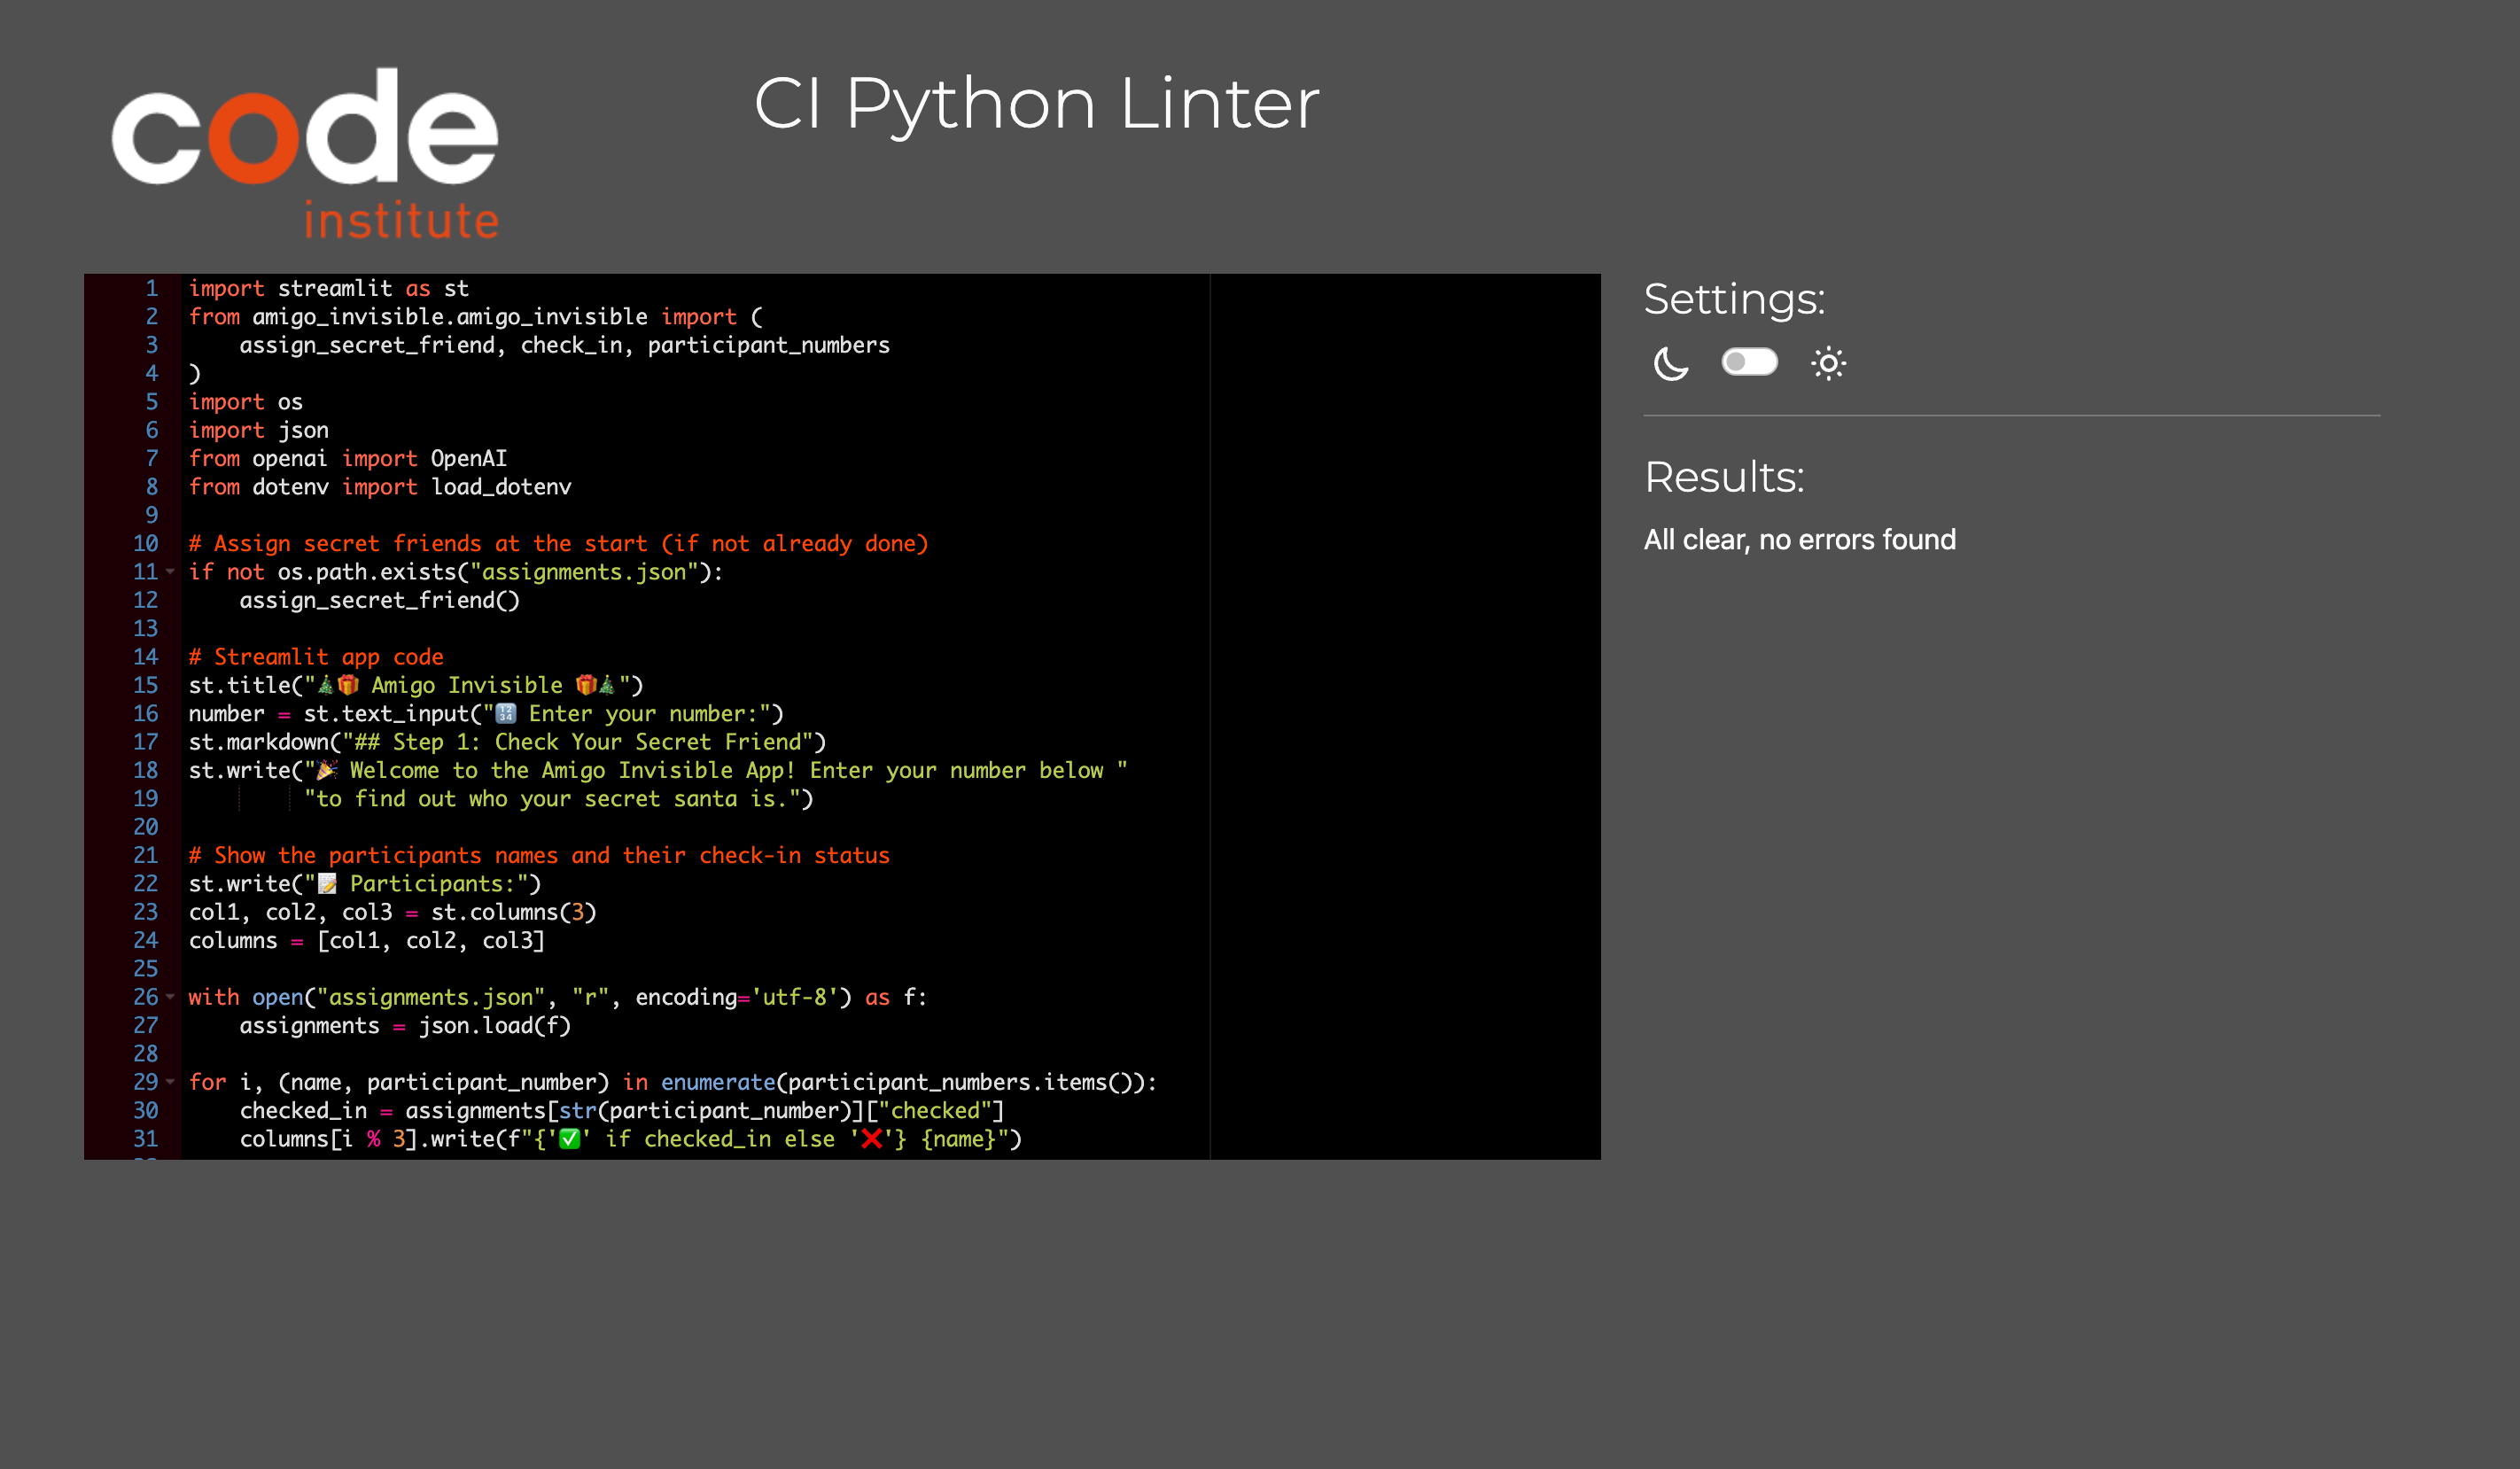 code
institute
CI Python Linter
1 import streamlit as st
2 from amigo_invisible.amigo_invisible import (
3     assign_secret_friend, check_in, participant_numbers
4 )
5 import os
6 import json
7 from openai import OpenAI
8 from dotenv import load_dotenv
9
10 # Assign secret friends at the start (if not already done)
11 if not os.path.exists("assignments.json"):
12     assign_secret_friend()
13
14 # Streamlit app code
15 st.title("🎄🎁 Amigo Invisible 🎁🎄")
16 number = st.text_input("🔢 Enter your number:")
17 st.markdown("## Step 1: Check Your Secret Friend")
18 st.write("🎉 Welcome to the Amigo Invisible App! Enter your number below "
19          "to find out who your secret santa is.")
20
21 # Show the participants names and their check-in status
22 st.write("📝 Participants:")
23 col1, col2, col3 = st.columns(3)
24 columns = [col1, col2, col3]
25
26 with open("assignments.json", "r", encoding='utf-8') as f:
27     assignments = json.load(f)
28
29 for i, (name, participant_number) in enumerate(participant_numbers.items()):
30     checked_in = assignments[str(participant_number)]["checked"]
31     columns[i % 3].write(f"{'✅' if checked_in else '❌'} {name}")
Settings:
Results:
All clear, no errors found